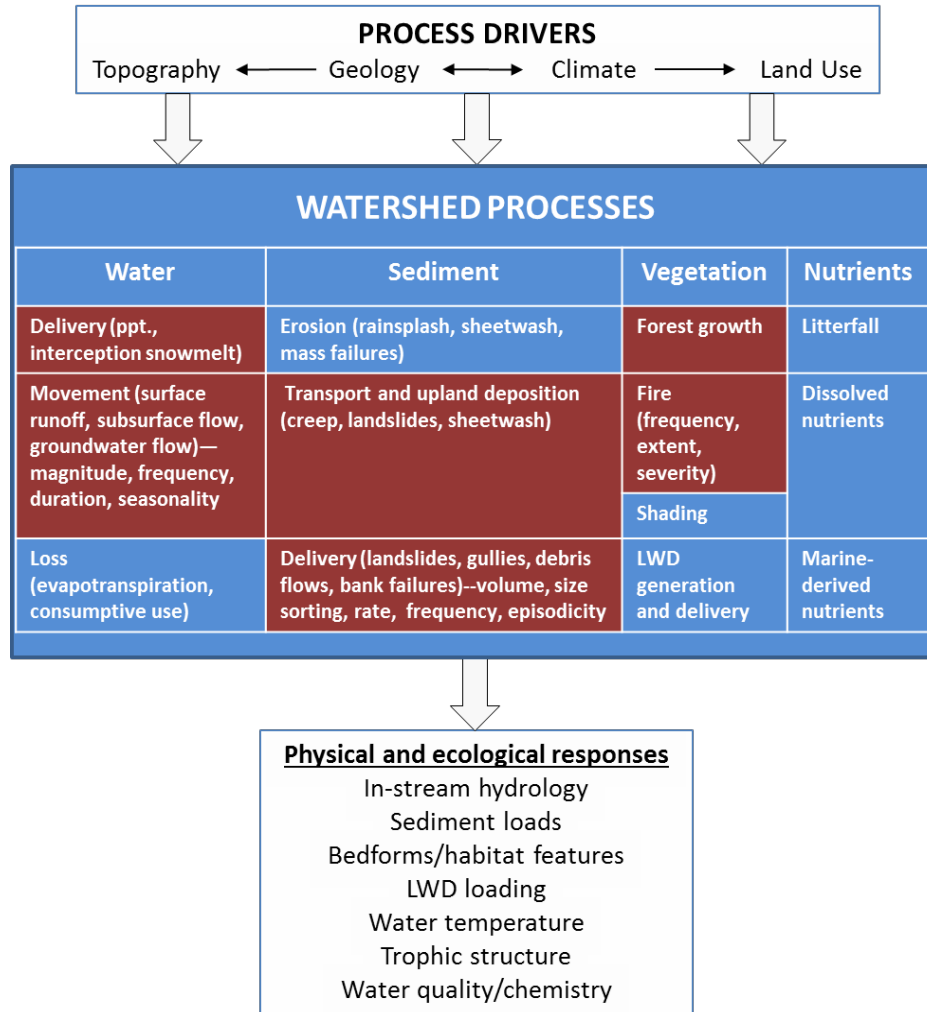 PROCESS DRIVERS
Topography Geology Climate Land Use
WATERSHED PROCESSES
Water Sediment Vegetation Nutrients
Delivery (ppt.,
interception snowmelt)
Erosion (rainsplash, sheetwash,
mass failures)
Forest growth
Litterfall
Movement (surface
runoff, subsurface flow,
groundwater flow)—
magnitude, frequency,
duration, seasonality
Transport and upland deposition
(creep, landslides, sheetwash)
Fire
(frequency,
extent,
severity)
Dissolved
nutrients
Shading
Loss
(evapotranspiration,
consumptive use)
Delivery (landslides, gullies, debris
flows, bank failures)--volume, size
sorting, rate, frequency, episodicity
LWD
generation
and delivery
Marine-
derived
nutrients
Physical and ecological responses
In-stream hydrology
Sediment loads
Bedforms/habitat features
LWD loading
Water temperature
Trophic structure
Water quality/chemistry